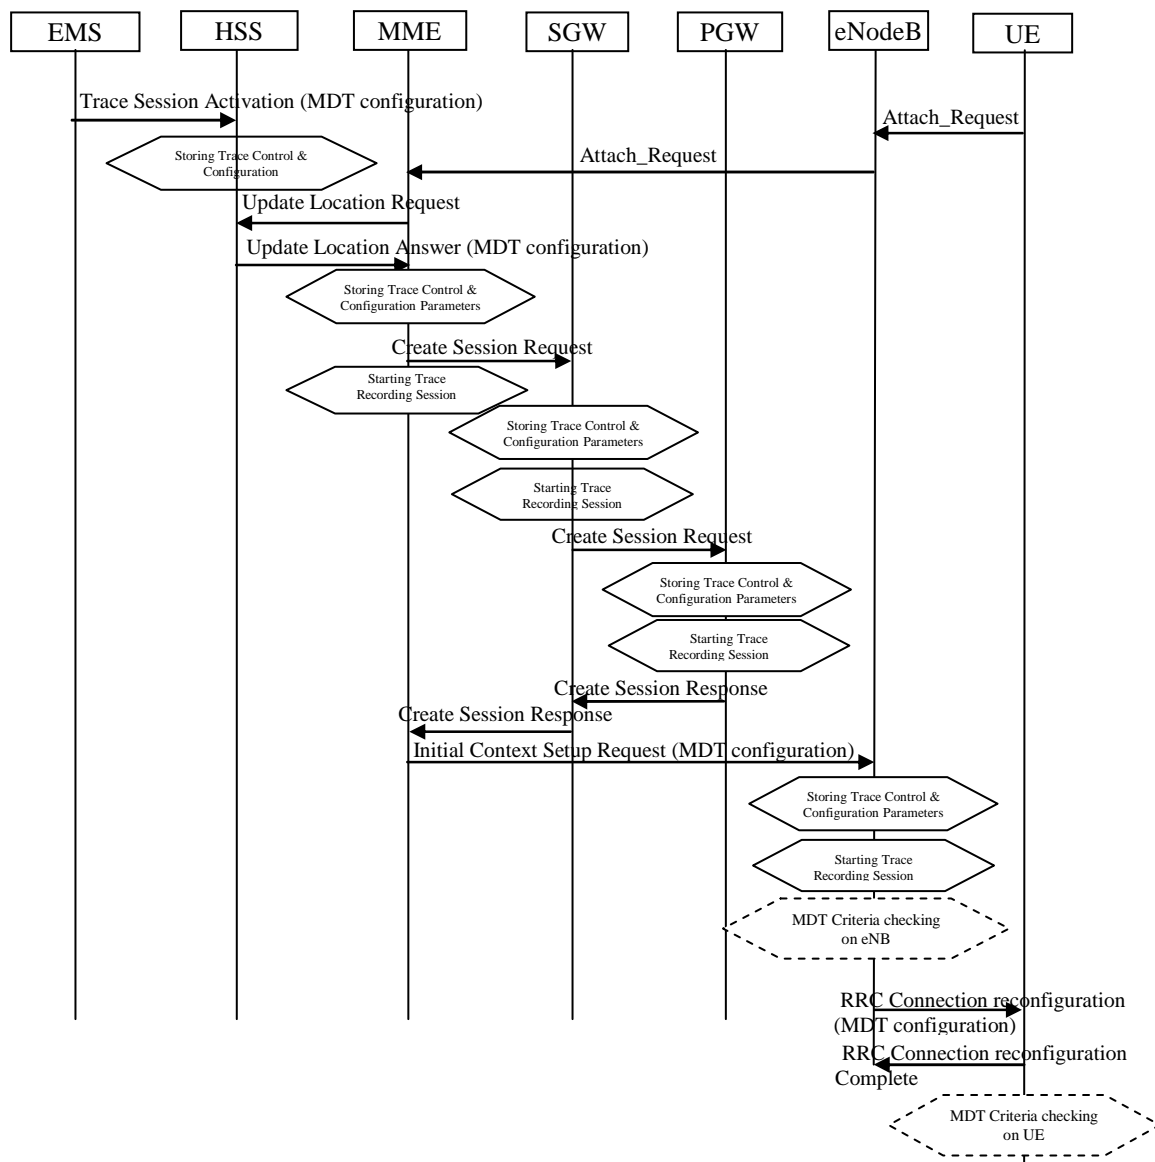 EMS
HSS
MME
SGW
PGW
eNodeB
UE
Trace Session Activation (MDT configuration)
Attach_Request
Storing Trace Control &
Configuration
Attach_Request
Update Location Request
Update Location Answer (MDT configuration)
Storing Trace Control &
Configuration Parameters
Create Session Request
Starting Trace
Recording Session
Storing Trace Control &
Configuration Parameters
Starting Trace
Recording Session
Create Session Request
Storing Trace Control &
Configuration Parameters
Starting Trace
Recording Session
Create Session Response
Create Session Response
Initial Context Setup Request (MDT configuration)
Storing Trace Control &
Configuration Parameters
Starting Trace
Recording Session
MDT Criteria checking
on eNB
RRC Connection reconfiguration
(MDT configuration)
RRC Connection reconfiguration
Complete
MDT Criteria checking
on UE